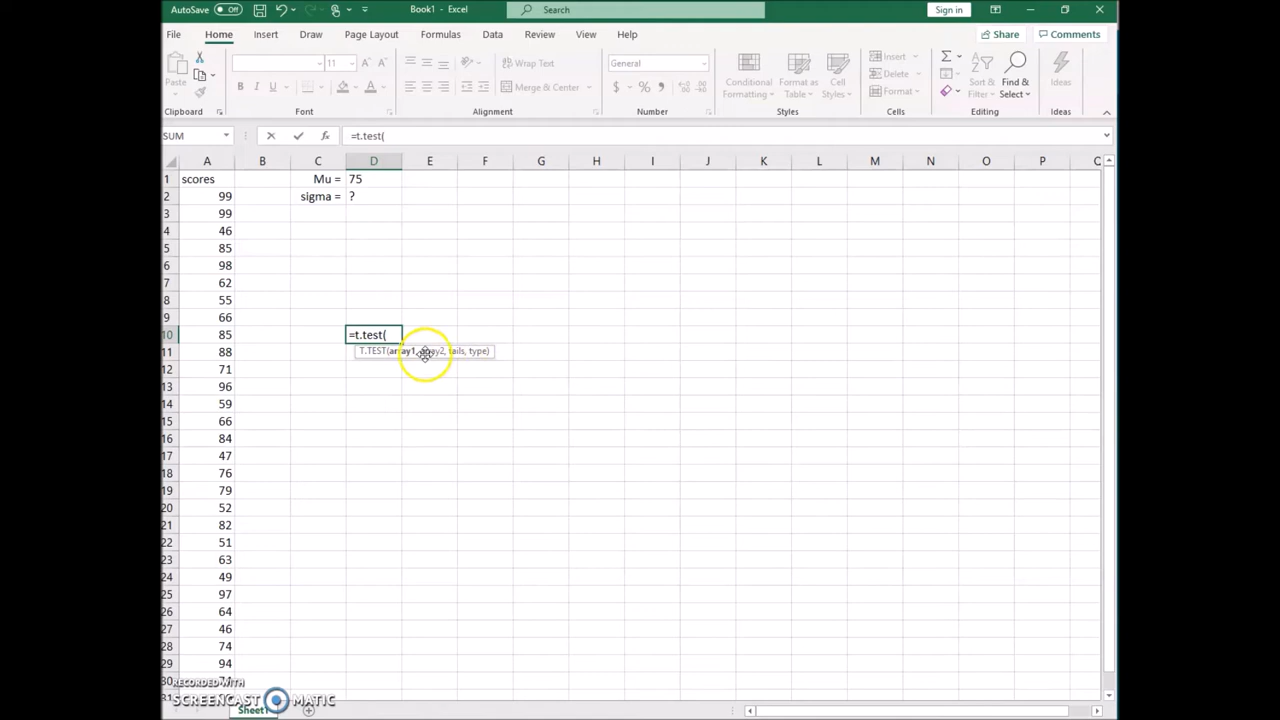 AutoSave Off Book1 - Excel Search Sign in
File Home Insert Draw Page Layout Formulas Data Review View Help Share Comments
Paste 11 Wrap Text General Conditional Formatting Format as Table Cell Styles Insert Sort & Filter Find & Select Ideas
B I U Merge & Center $ % Delete
Format
Clipboard Font Alignment Number Styles Cells Editing Ideas
SUM fx =t.test(
A B C D E F G H I J K L M N O P
1 scores Mu = 75
2 99 sigma = ?
3 99
4 46
5 85
6 98
7 62
8 55
9 66
10 85 =t.test(
11 88 T.TEST(array1, array2, tails, type)
12 71
13 96
14 59
15 66
16 84
17 47
18 76
19 79
20 52
21 82
22 51
23 63
24 49
25 97
26 64
27 46
28 74
29 94
30
RECORDED WITH
SCREENCAST MATIC
Sheet1